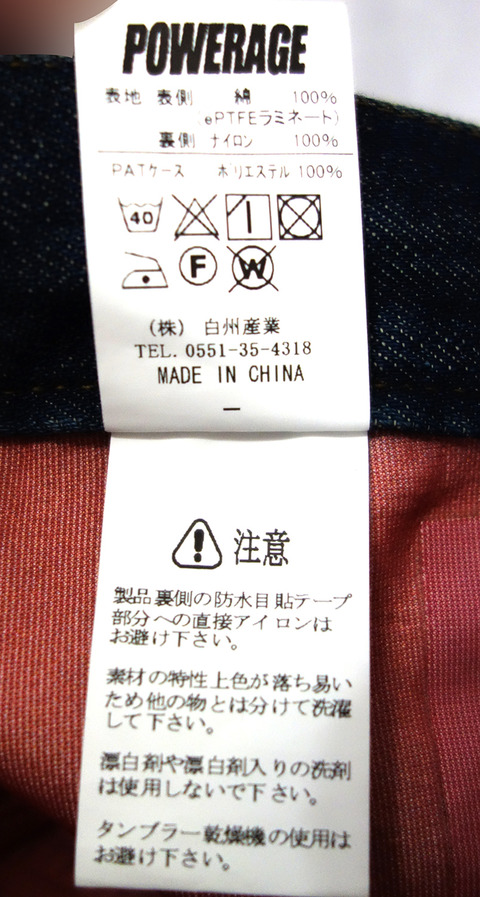 POWERAGE
表地 表側 綿 100%
(ePTFEラミネート)
裏側 ナイロン 100%
PATケース ポリエステル 100%
40
F W
(株) 白州産業
TEL. 0551-35-4318
MADE IN CHINA
注意
製品裏側の防水目貼テープ
部分への直接アイロンは
お避け下さい。
素材の特性上色が落ち易い
ため他の物とは分けて洗濯
して下さい。
漂白剤や漂白剤入りの洗剤
は使用しないで下さい。
タンブラー乾燥機の使用は
お避け下さい。